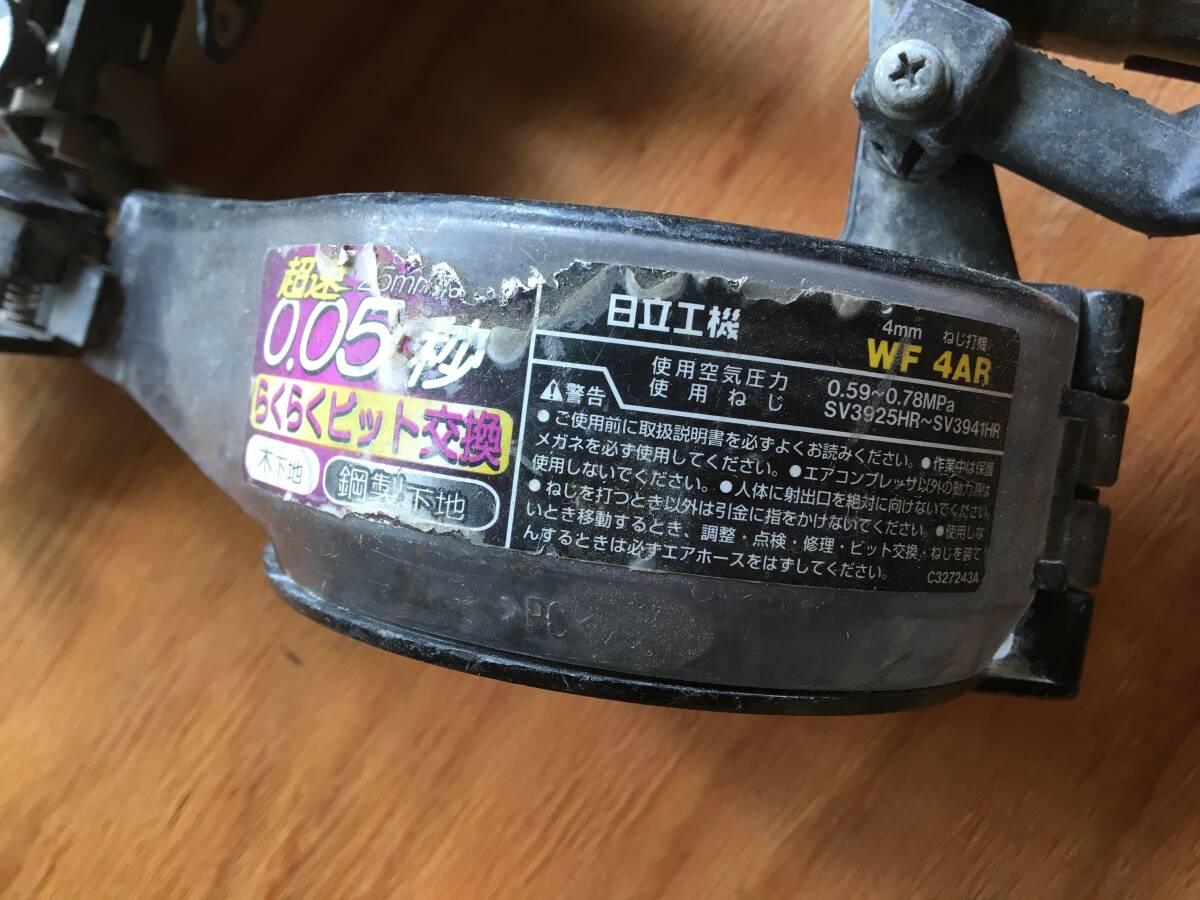 超速
0.05秒
らくらくビット交換
木下地
鋼製下地
日立工機
4mm ねじ打機
WF 4AR
使用空気圧力 0.59~0.78MPa
使用ねじ SV3925HR~SV3941HR
⚠警告
●ご使用前に取扱説明書を必ずよくお読みください。●作業中は保護
メガネを必ず使用してください。●エアコンプレッサ以外の動力源は
使用しないでください。●人体に射出口を絶対に向けないでください。
●ねじを打つとき以外は引金に指をかけないでください。●使用しな
いとき移動するとき、調整・点検・修理・ビット交換・ねじを装て
んするときは必ずエアホースをはずしてください。
C327243A
>PC<